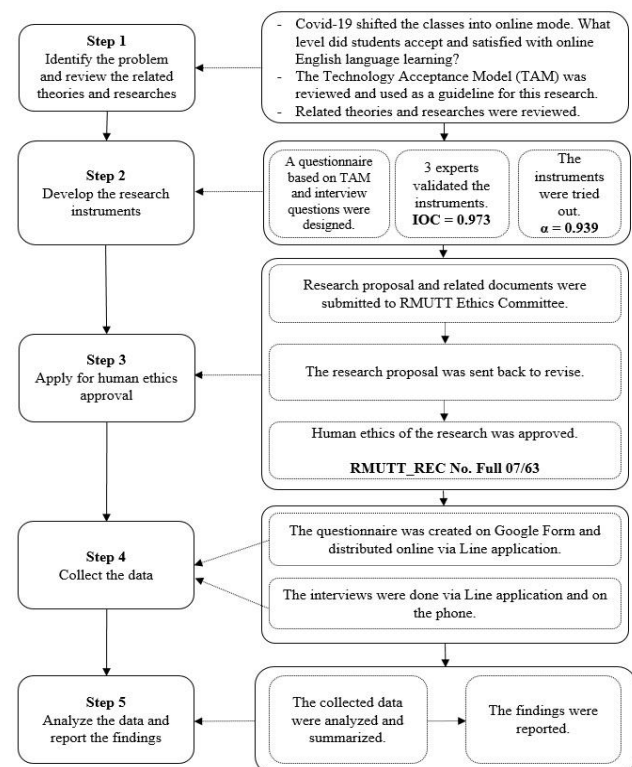 Step 1
Identify the problem
and review the related
theories and researches
- Covid-19 shifted the classes into online mode. What
level did students accept and satisfied with online
English language learning?
- The Technology Acceptance Model (TAM) was
reviewed and used as a guideline for this research.
- Related theories and researches were reviewed.
Step 2
Develop the research
instruments
A questionnaire
based on TAM
and interview
questions were
designed.
3 experts
validated the
instruments.
IOC = 0.973
The
instruments
were tried
out.
α = 0.939
Step 3
Apply for human ethics
approval
Research proposal and related documents were
submitted to RMUTT Ethics Committee.
The research proposal was sent back to revise.
Human ethics of the research was approved.
RMUTT_REC No. Full 07/63
Step 4
Collect the data
The questionnaire was created on Google Form and
distributed online via Line application.
The interviews were done via Line application and on
the phone.
Step 5
Analyze the data and
report the findings
The collected data
were analyzed and
summarized.
The findings were
reported.